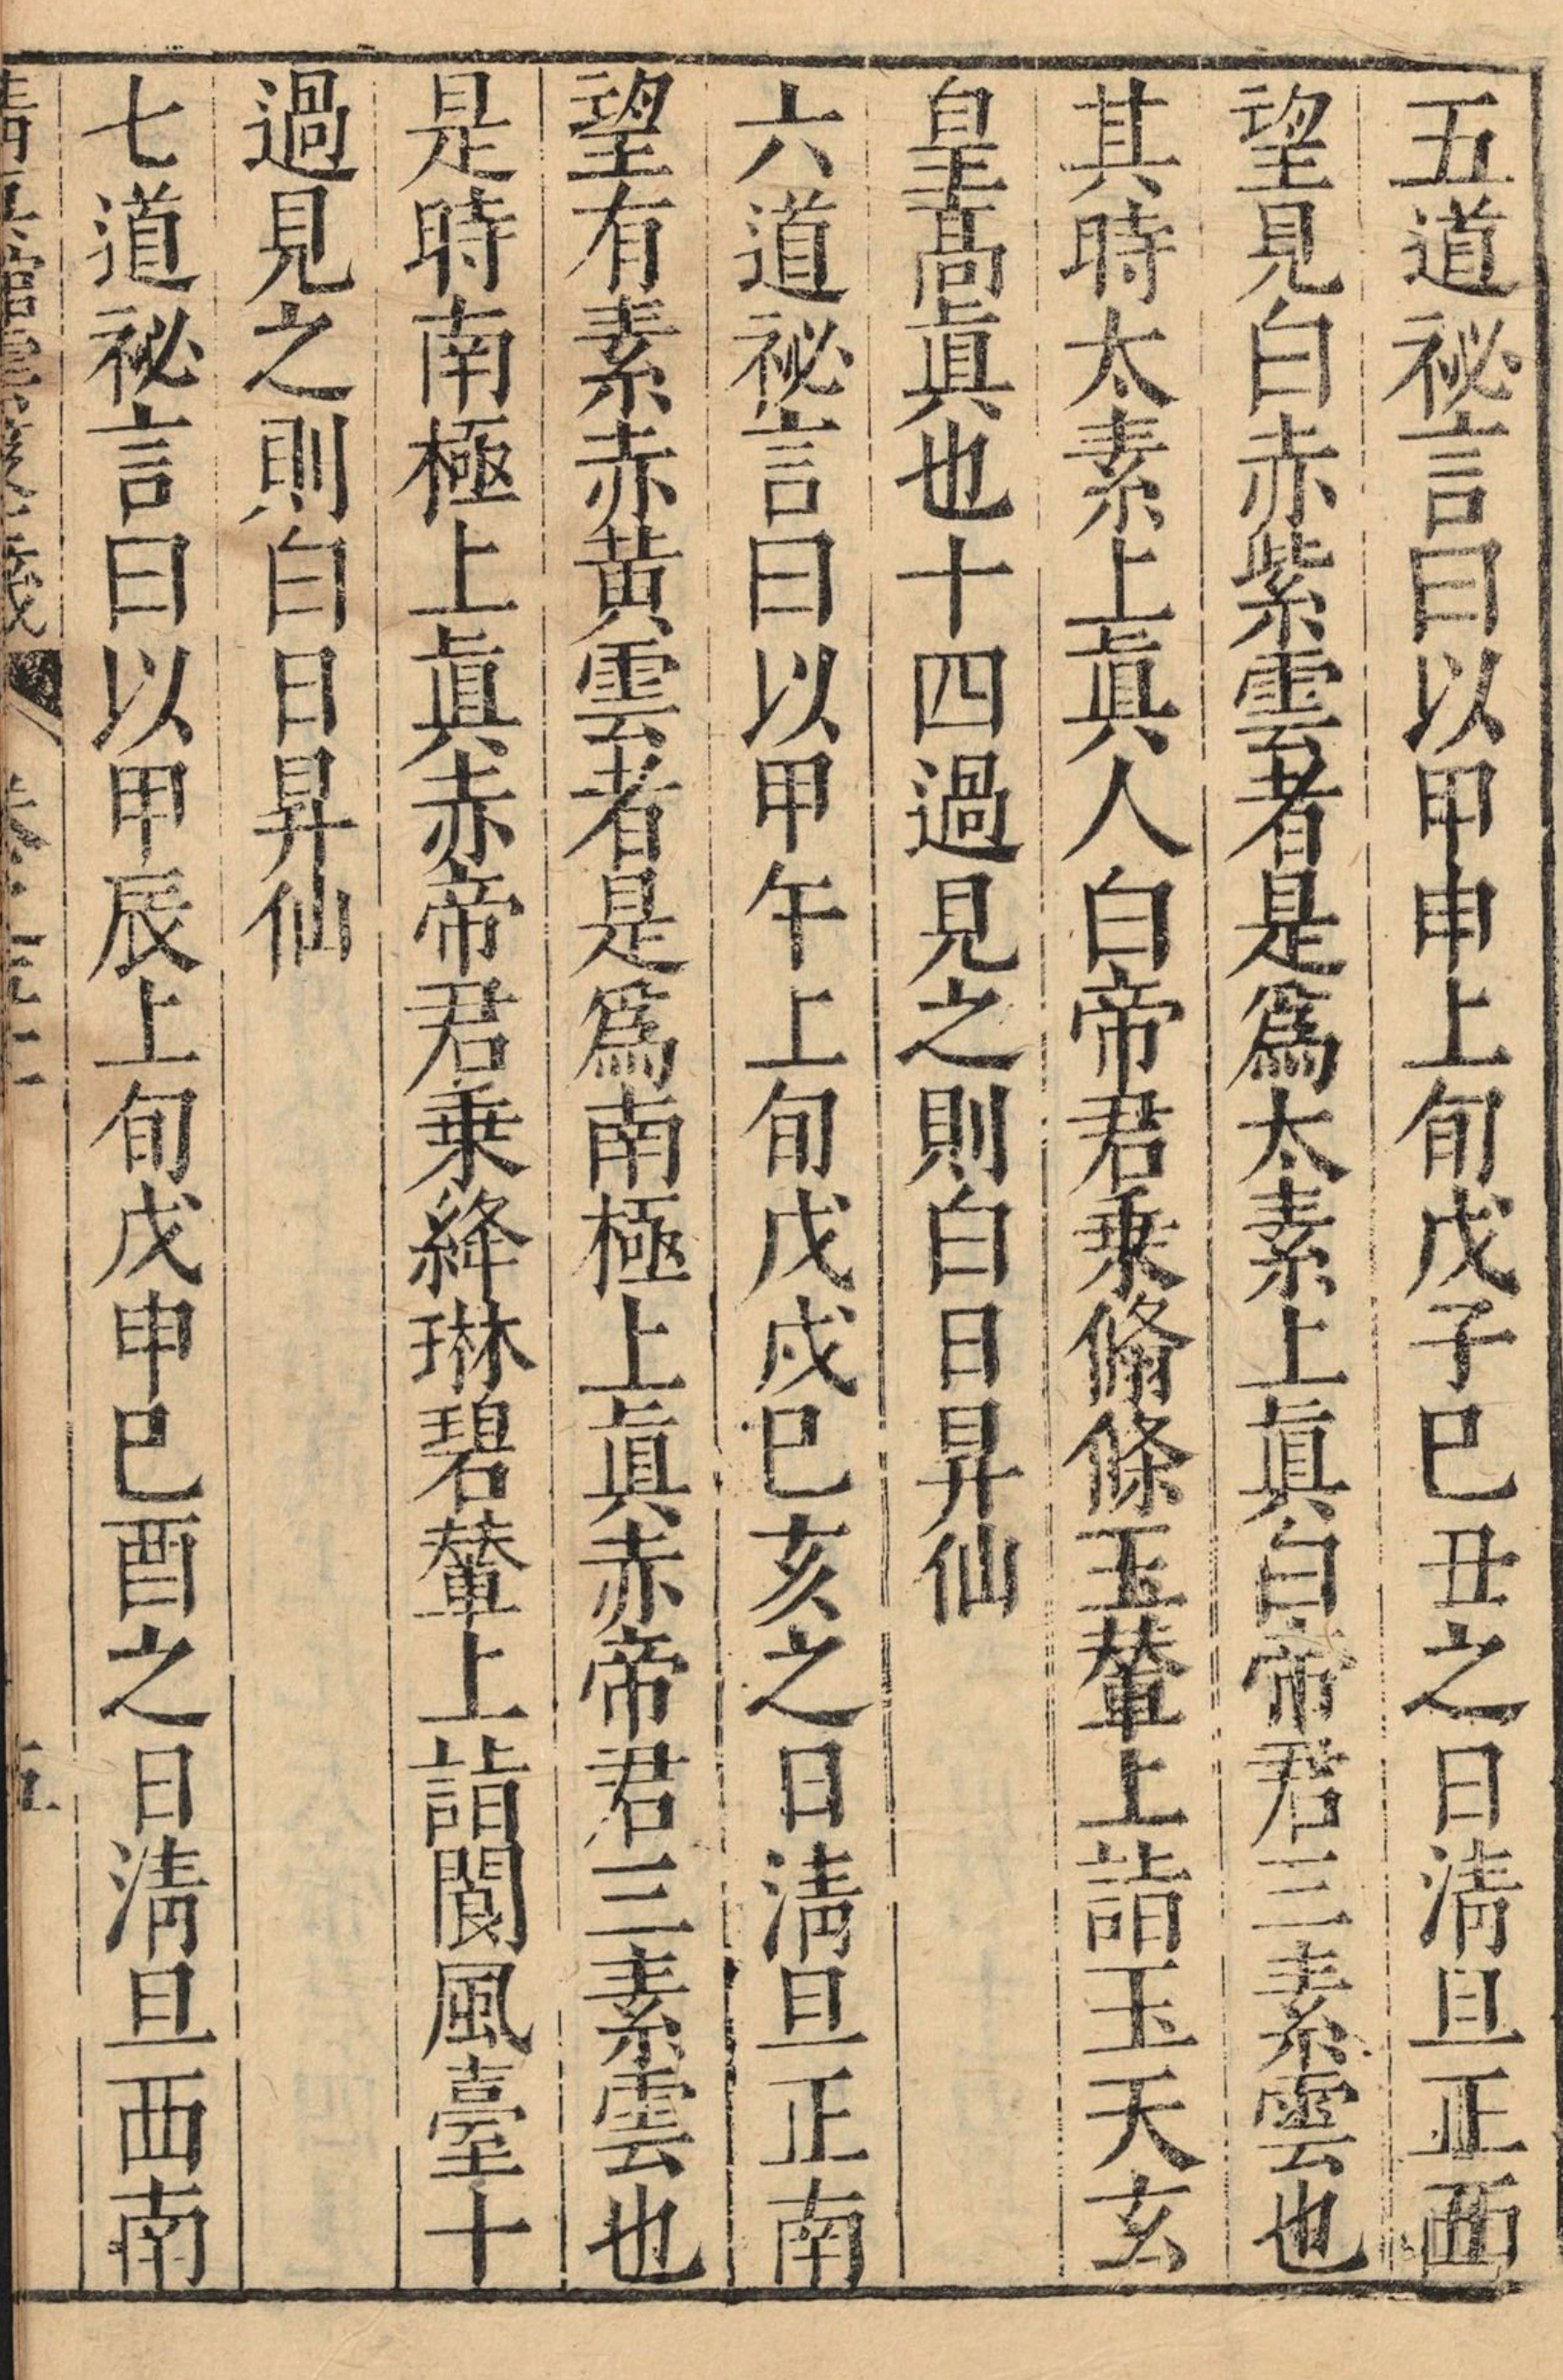 五道祕言曰以甲申上旬戊子巳丑之日淸旦正西
望見白赤紫雲者是爲太素上眞白帝君三素雲也
其時太素上眞人白帝君乗脩條玉輦上詣玉天玄
皇髙眞也十四過見之則白日昇仙
六道祕言曰以甲午上旬戊戌巳亥之日淸旦正南
望有素赤黄雲者是爲南極上眞赤帝君三素雲也
是時南極上眞赤帝君乗絳琳碧輦上詣閬風臺十
過見之則白日昇仙
七道祕言曰以甲辰上旬戊申巳酉之日淸旦西南